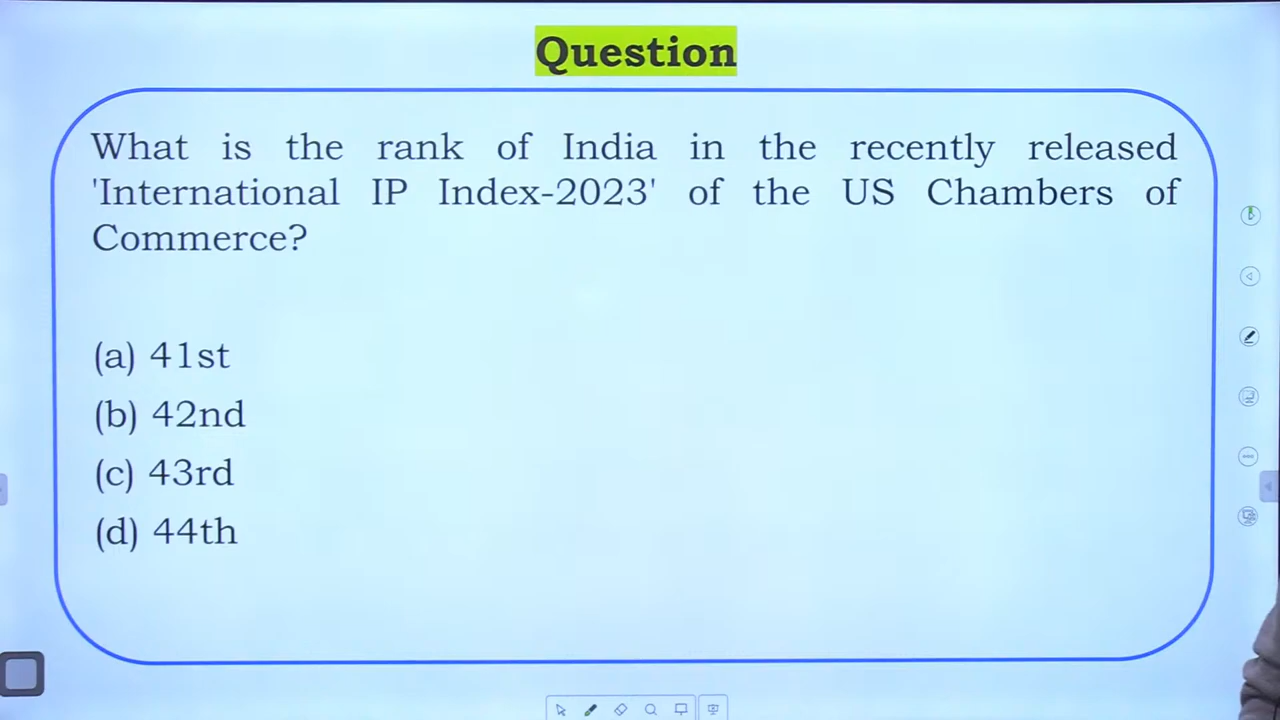 Question
What is the rank of India in the recently released
'International IP Index-2023' of the US Chambers of
Commerce?
(a) 41st
(b) 42nd
(c) 43rd
(d) 44th